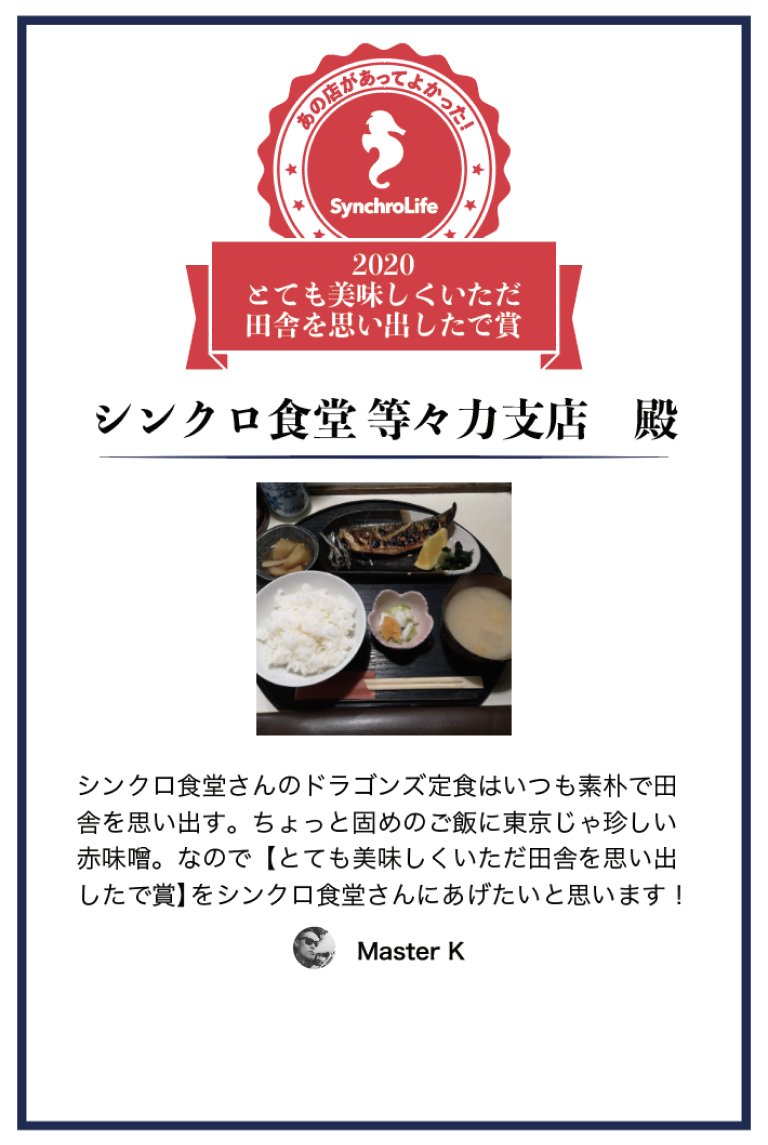 あの店があってよかった!
SynchroLife
2020
とても美味しくいただ
田舎を思い出したで賞
シンクロ食堂 等々力支店　殿
シンクロ食堂さんのドラゴンズ定食はいつも素朴で田
舎を思い出す。ちょっと固めのご飯に東京じゃ珍しい
赤味噌。なので【とても美味しくいただ田舎を思い出
したで賞】をシンクロ食堂さんにあげたいと思います！
Master K